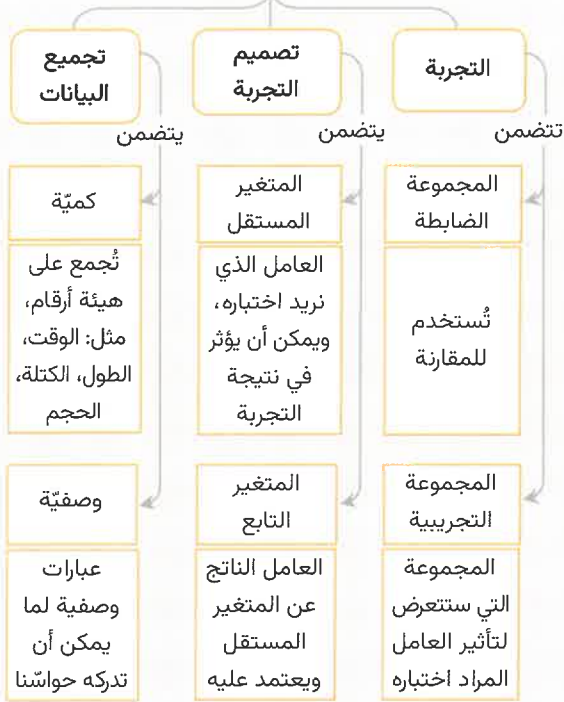 التجربة
تتضمن
المجموعة
الضابطة
تُستخدم
للمقارنة
المجموعة
التجريبية
المجموعة
التي ستتعرض
لتأثير العامل
المراد اختباره
تصميم
التجربة
يتضمن
المتغير
المستقل
العامل الذي
نريد اختباره،
ويمكن أن يؤثر
في نتيجة
التجربة
المتغير
التابع
العامل الناتج
عن المتغير
المستقل
ويعتمد عليه
تجميع
البيانات
يتضمن
كميّة
تُجمع على
هيئة أرقام،
مثل: الوقت،
الطول، الكتلة،
الحجم
وصفيّة
عبارات
وصفية لما
يمكن أن
تدركه حواسّنا